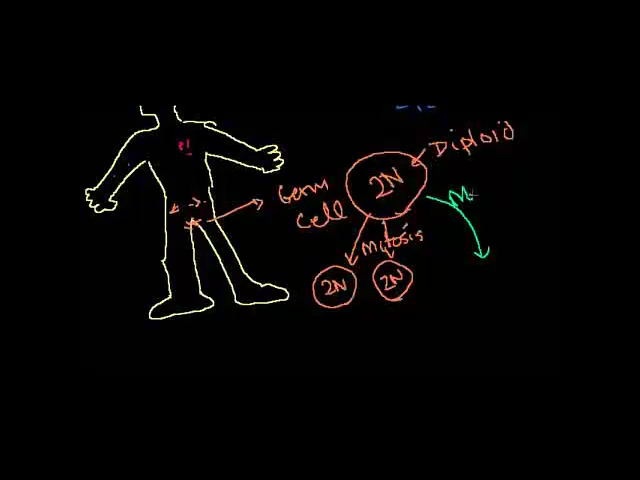 Diploid
2N
Germ
Cell
M
Mitosis
2N
2N